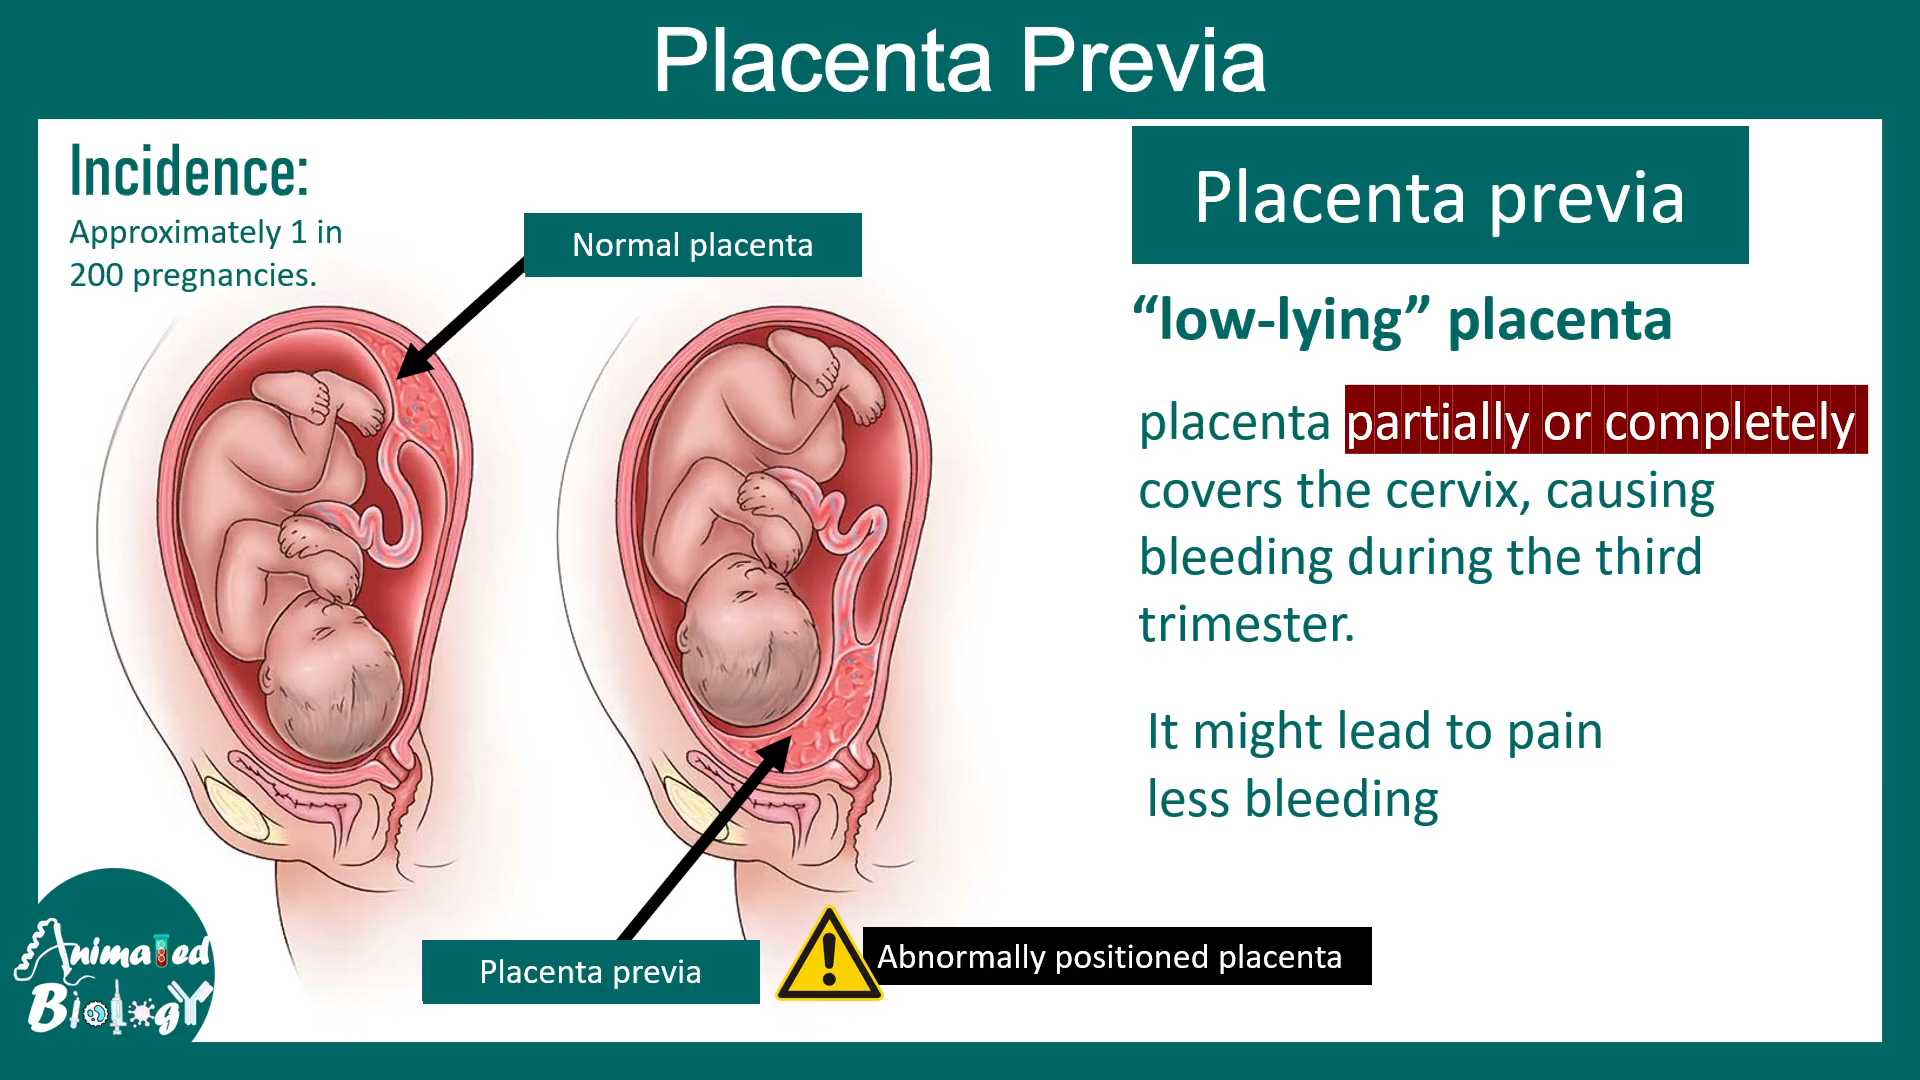 Placenta Previa
Incidence:
Approximately 1 in
200 pregnancies.
Normal placenta
Placenta previa
“low-lying” placenta
placenta partially or completely
covers the cervix, causing
bleeding during the third
trimester.
It might lead to pain
less bleeding
Placenta previa
Abnormally positioned placenta
Animated
Biology